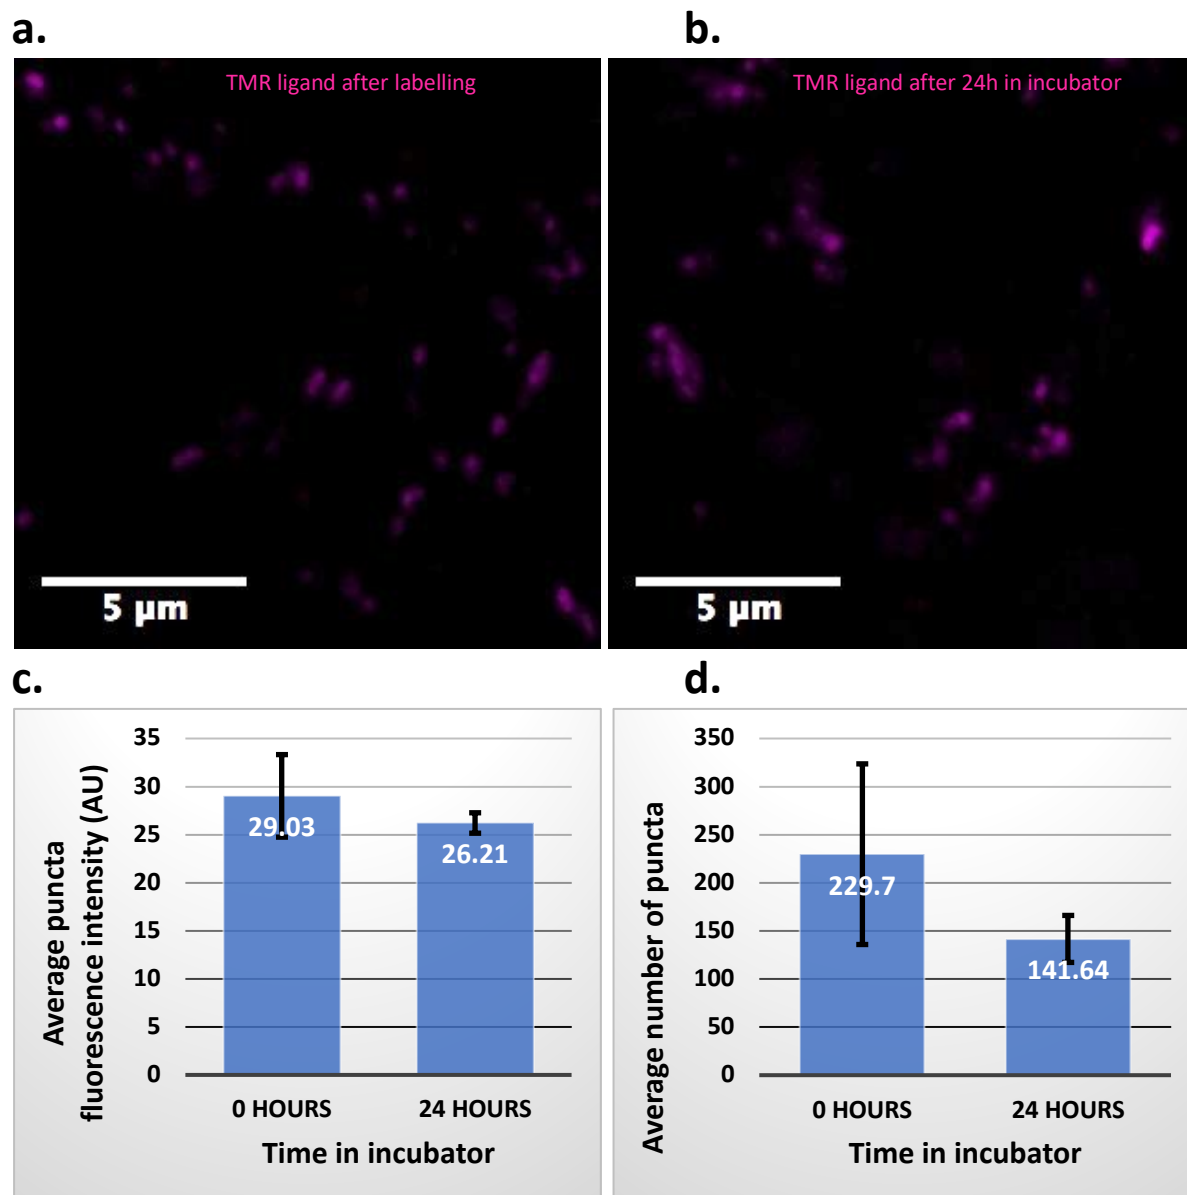 a.
b.
TMR ligand after labelling
TMR ligand after 24h in incubator
5 µm
5 µm
c.
d.
Average puncta
fluorescence intensity (AU)
35
30
25
20
15
10
5
0
29.03
26.21
0 HOURS
24 HOURS
Time in incubator
Average number of puncta
350
300
250
200
150
100
50
0
229.7
141.64
0 HOURS
24 HOURS
Time in incubator